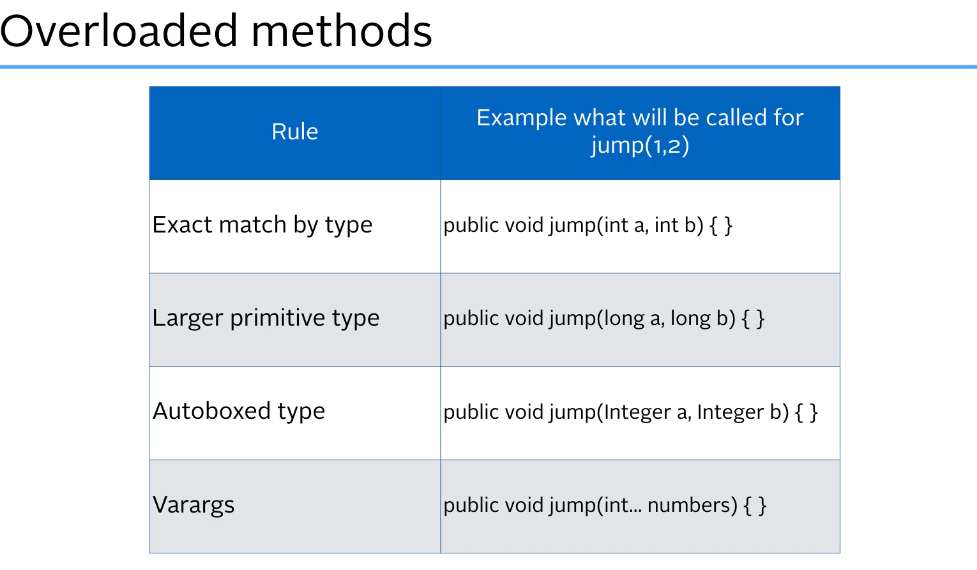 Overloaded methods
Rule
Example what will be called for
jump(1,2)
Exact match by type
public void jump(int a, int b) { }
Larger primitive type
public void jump(long a, long b) { }
Autoboxed type
public void jump(Integer a, Integer b) { }
Varargs
public void jump(int... numbers) { }